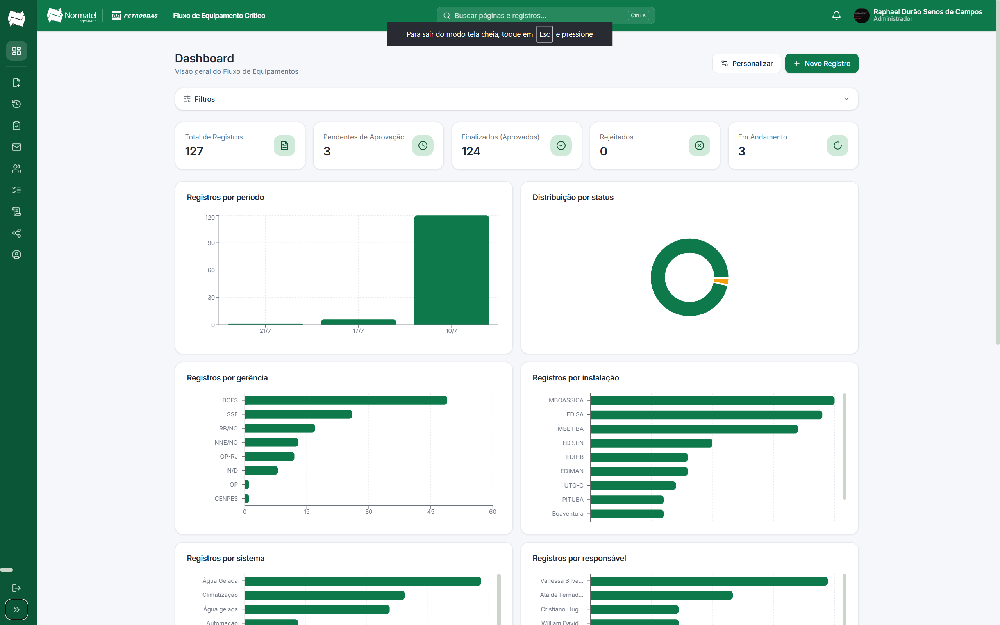 Normatel
Engenharia
BR PETROBRAS
Fluxo de Equipamento Crítico
Buscar páginas e registros...
Ctrl+K
Raphael Durão Senos de Campos
Administrador
Para sair do modo tela cheia, toque em Esc e pressione
Dashboard
Visão geral do Fluxo de Equipamentos
Personalizar
Novo Registro
Filtros
Total de Registros
127
Pendentes de Aprovação
3
Finalizados (Aprovados)
124
Rejeitados
0
Em Andamento
3
Registros por período
120
90
60
30
0
21/7
17/7
10/7
Distribuição por status
Registros por gerência
BCES
SSE
RB/NO
NNE/NO
OP-RJ
N/D
OP
CENPES
0
15
30
45
60
Registros por instalação
IMBOASSICA
EDISA
IMBETIBA
EDISEN
EDIHB
EDIMAN
UTG-C
PITUBA
Boaventura
Registros por sistema
Água Gelada
Climatização
Água gelada
Automação
Registros por responsável
Vanessa Silva...
Ataide Fernad...
Cristiano Hug...
William David...